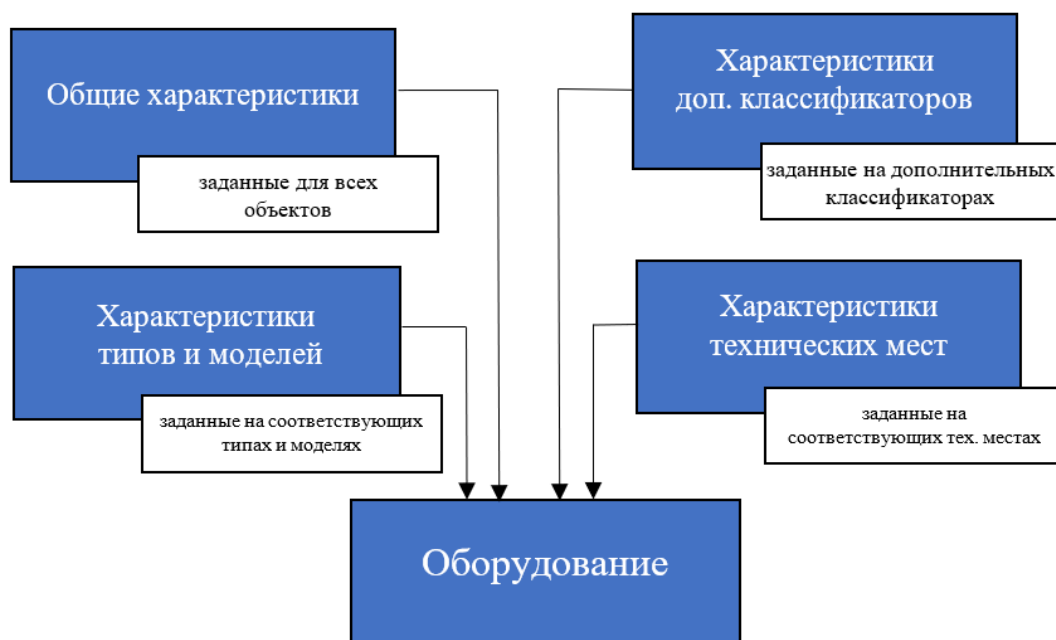 Общие характеристики
заданные для всех
объектов
Характеристики
доп. классификаторов
заданные на дополнительных
классификаторах
Характеристики
типов и моделей
заданные на соответствующих
типах и моделях
Характеристики
технических мест
заданные на
соответствующих тех. местах
Оборудование